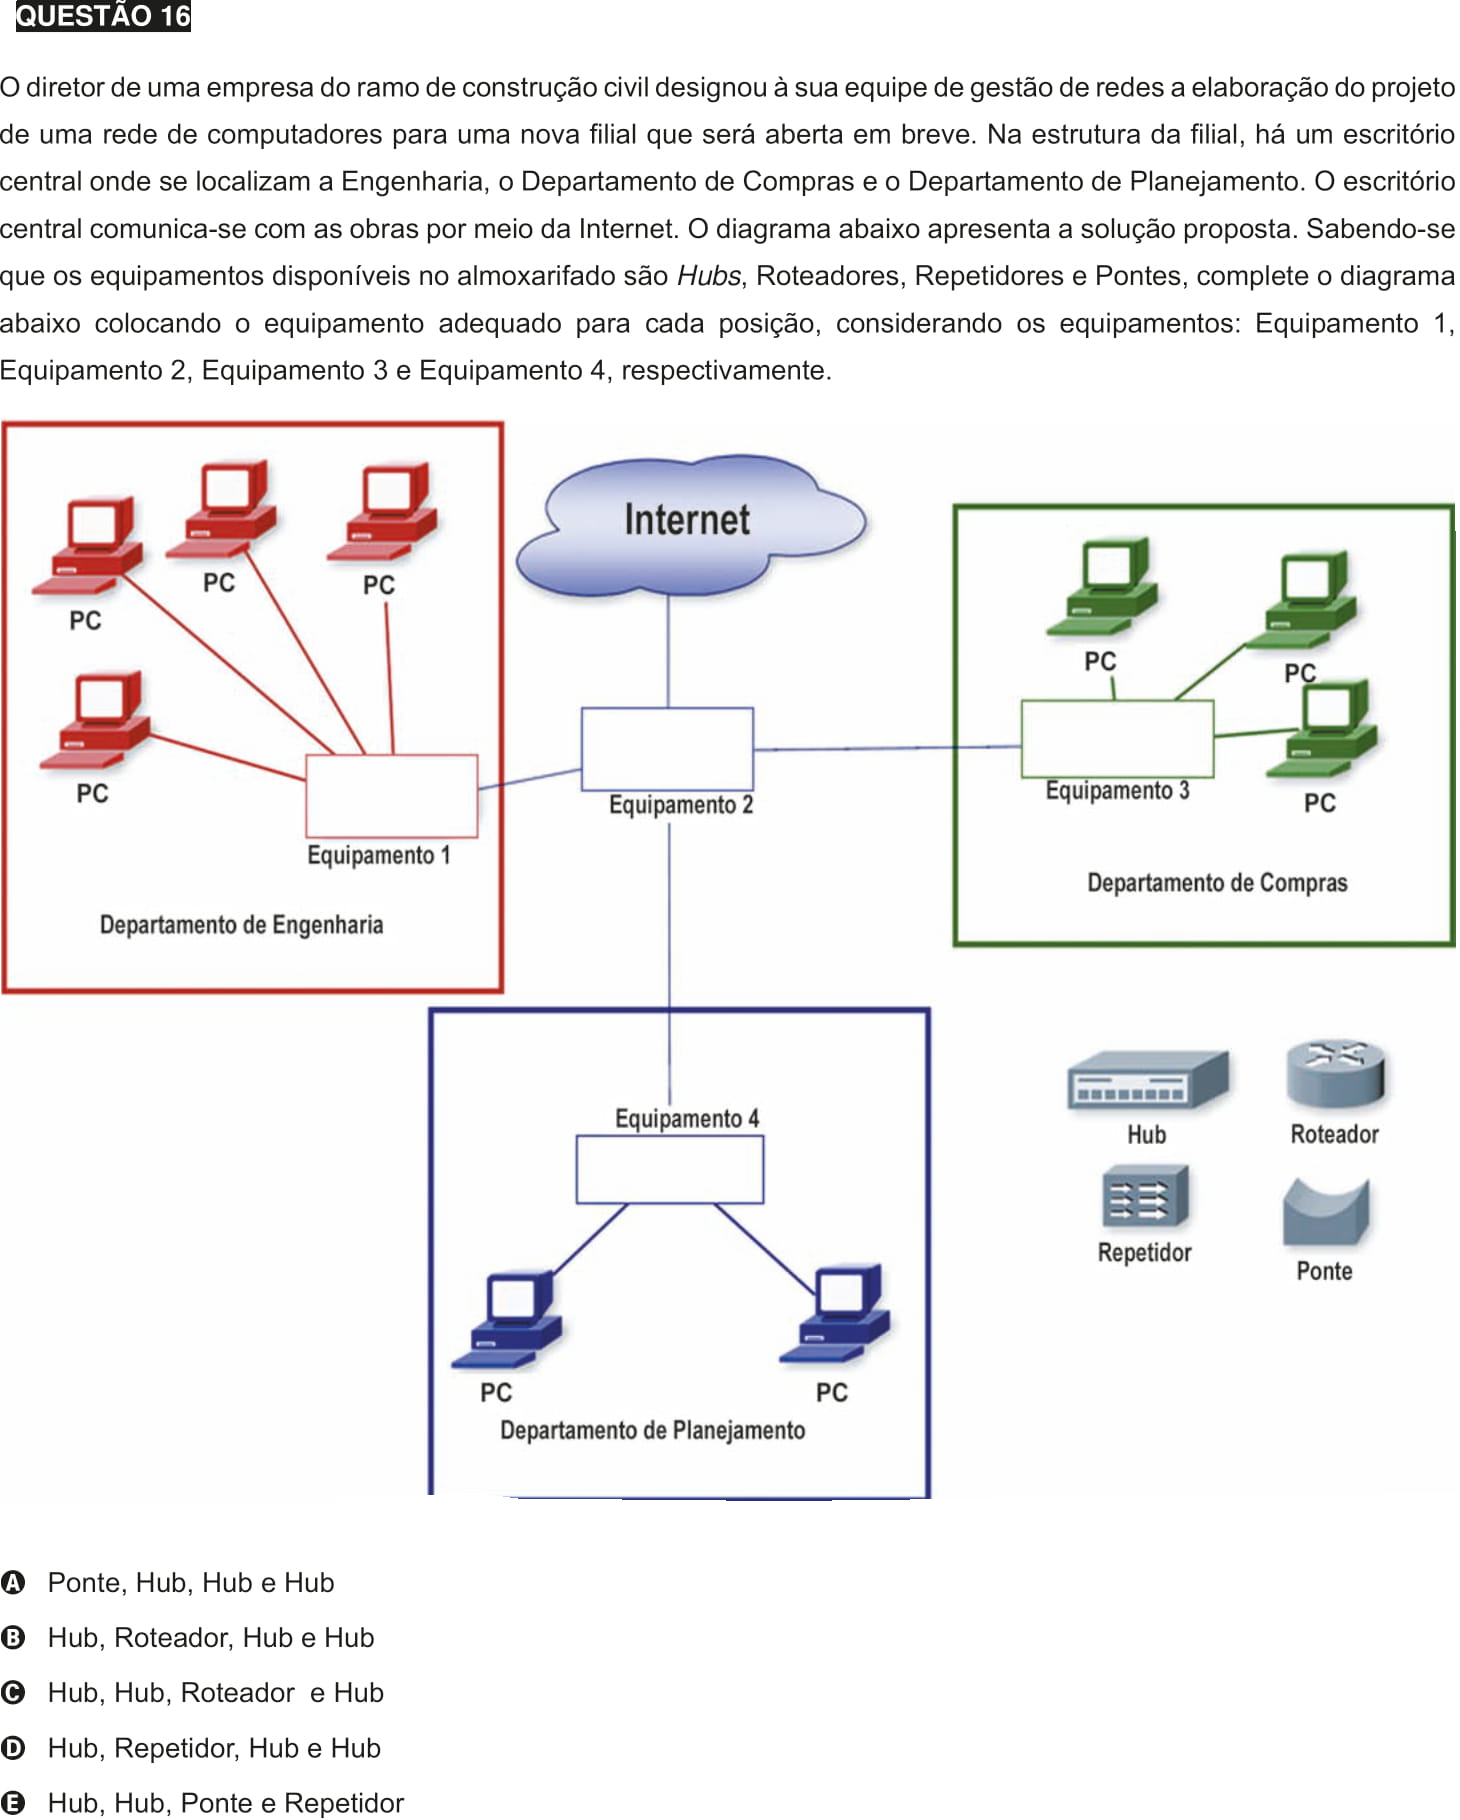 QUESTÃO 16
O diretor de uma empresa do ramo de construção civil designou à sua equipe de gestão de redes a elaboração do projeto
de uma rede de computadores para uma nova filial que será aberta em breve. Na estrutura da filial, há um escritório
central onde se localizam a Engenharia, o Departamento de Compras e o Departamento de Planejamento. O escritório
central comunica-se com as obras por meio da Internet. O diagrama abaixo apresenta a solução proposta. Sabendo-se
que os equipamentos disponíveis no almoxarifado são Hubs, Roteadores, Repetidores e Pontes, complete o diagrama
abaixo colocando o equipamento adequado para cada posição, considerando os equipamentos: Equipamento 1,
Equipamento 2, Equipamento 3 e Equipamento 4, respectivamente.
PC
PC
PC
PC
Equipamento 1
Departamento de Engenharia
Internet
Equipamento 2
PC
PC
PC
Equipamento 3
Departamento de Compras
Equipamento 4
PC
PC
Departamento de Planejamento
Hub
Roteador
Repetidor
Ponte
A Ponte, Hub, Hub e Hub
B Hub, Roteador, Hub e Hub
C Hub, Hub, Roteador e Hub
D Hub, Repetidor, Hub e Hub
E Hub, Hub, Ponte e Repetidor